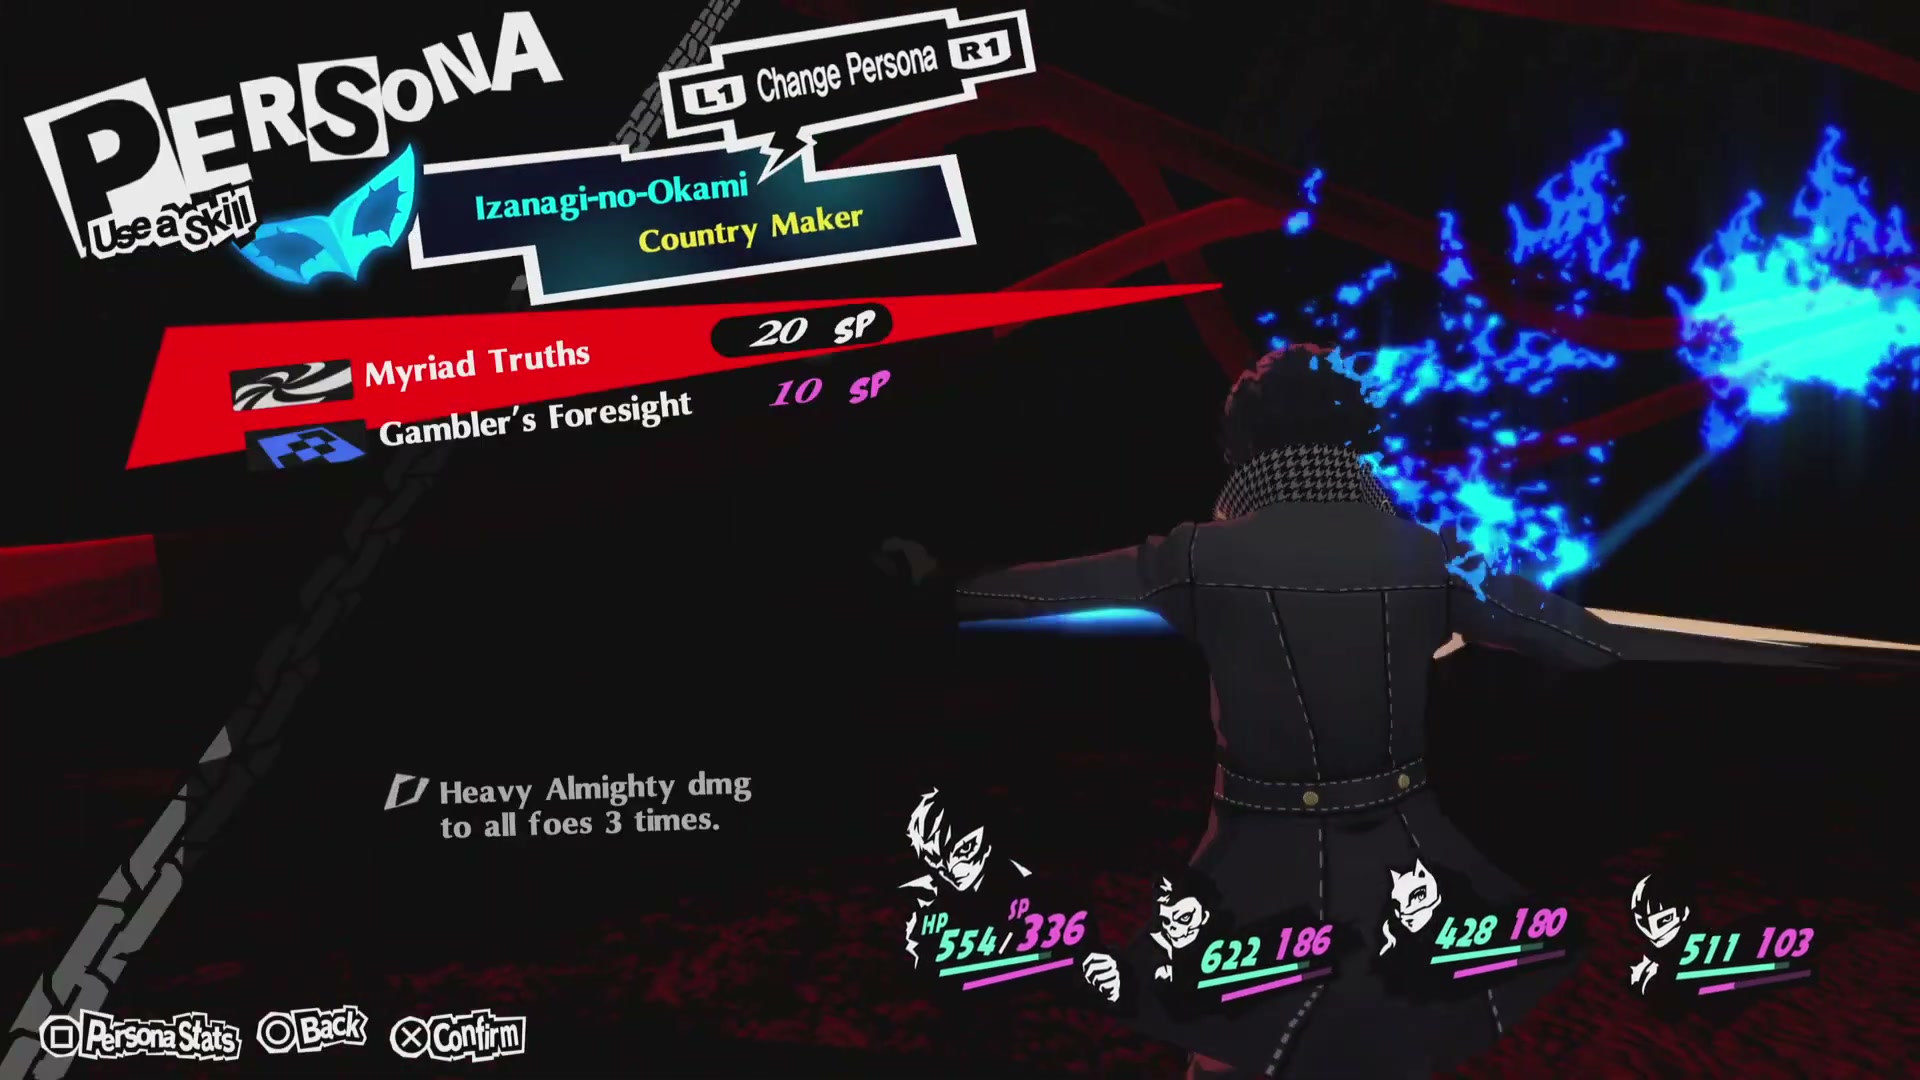 PERSONA
Use a Skill
L1 Change Persona R1
Izanagi-no-Okami
Country Maker
Myriad Truths 20 SP
Gambler's Foresight 10 SP
Heavy Almighty dmg
to all foes 3 times.
HP 554/ SP 336
622 186
428 180
511 103
Persona Stats Back Confirm